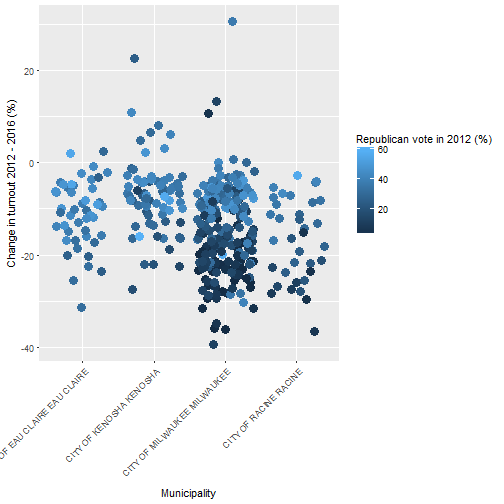 Change in turnout 2012 - 2016 (%)
20
0
-20
-40
OF EAU CLAIRE EAU CLAIRE
CITY OF KENOSHA KENOSHA
CITY OF MILWAUKEE MILWAUKEE
CITY OF RACINE RACINE
Municipality
Republican vote in 2012 (%)
60
40
20